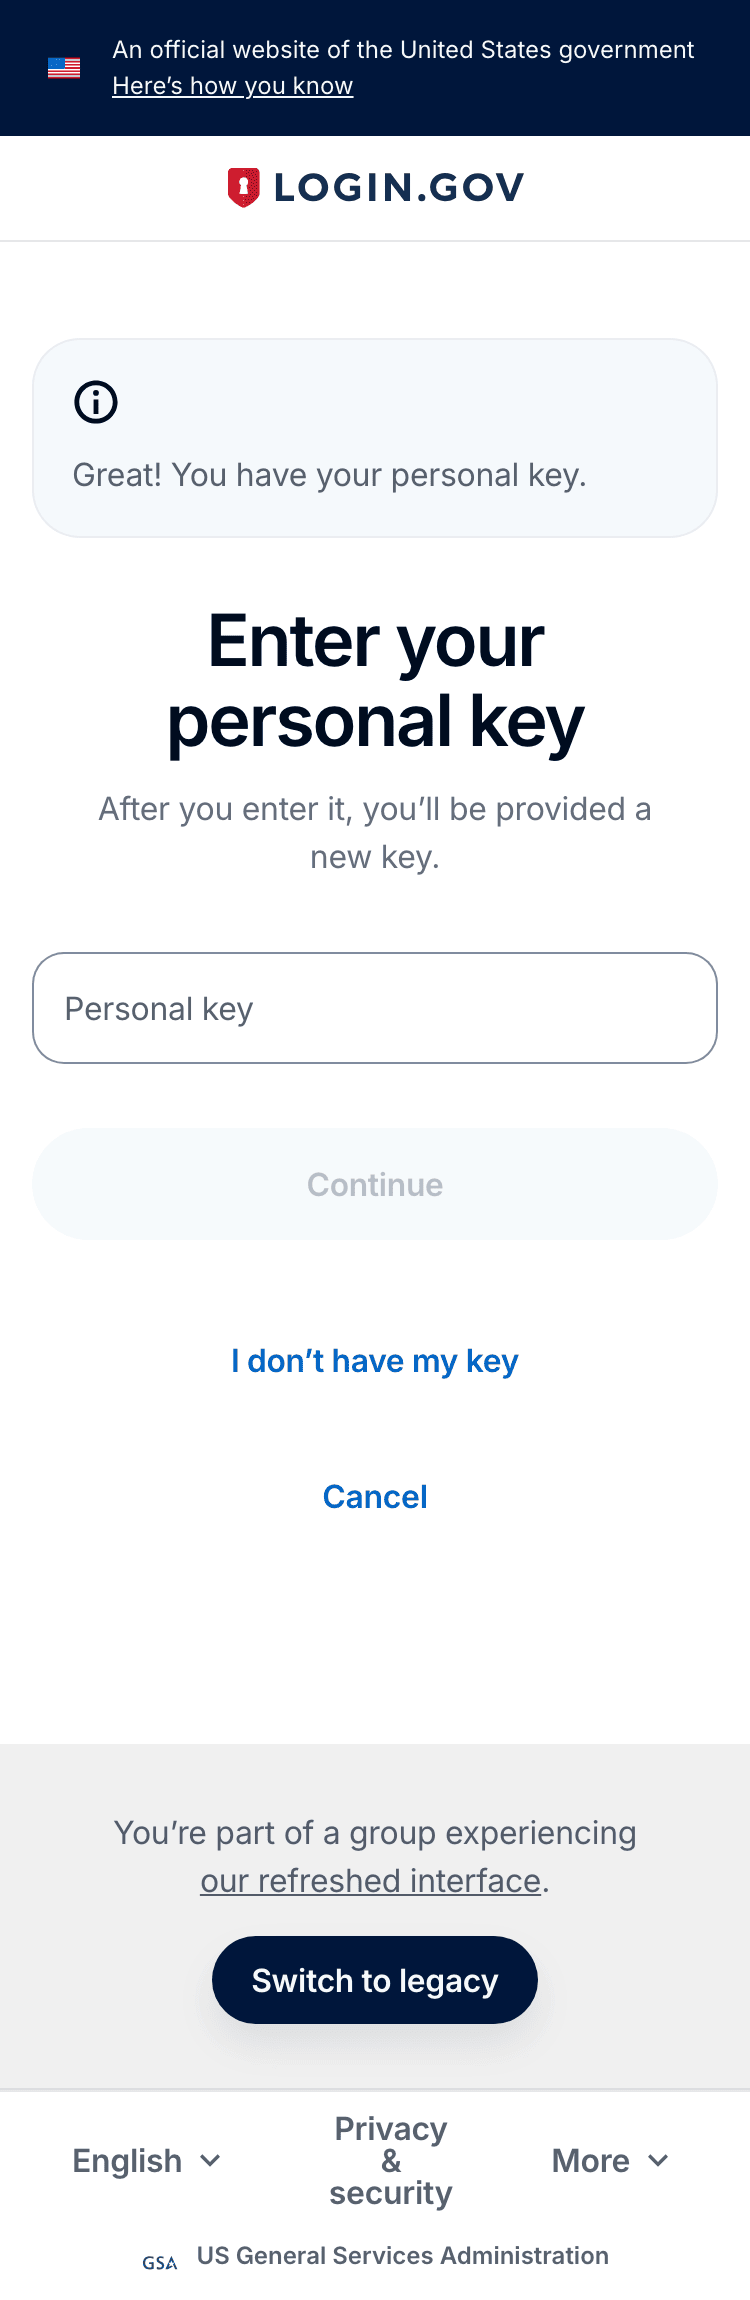 An official website of the United States government
Here’s how you know
LOGIN.GOV
Great! You have your personal key.
Enter your
personal key
After you enter it, you’ll be provided a
new key.
Personal key
Continue
I don’t have my key
Cancel
You’re part of a group experiencing
our refreshed interface.
Switch to legacy
English
Privacy
&
security
More
GSA US General Services Administration